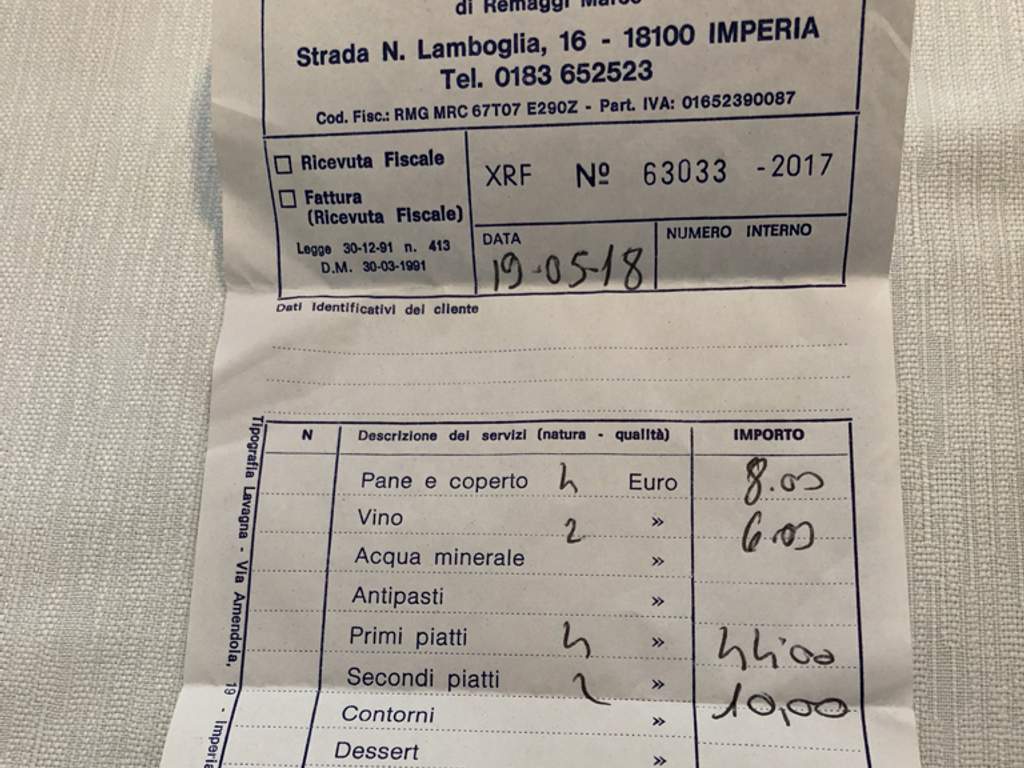 di Remaggi Marco
Strada N. Lamboglia, 16 - 18100 IMPERIA
Tel. 0183 652523
Cod. Fisc.: RMG MRC 67T07 E290Z - Part. IVA: 01652390087
Ricevuta Fiscale
Fattura
(Ricevuta Fiscale)
Legge 30-12-91 n. 413
D.M. 30-03-1991
XRF Nº 63033 -2017
DATA
19-05-18
NUMERO INTERNO
Dati identificativi del cliente
N Descrizione dei servizi (natura - qualità) IMPORTO
Pane e coperto 4 Euro 8.00
Vino 2 » 6.00
Acqua minerale »
Antipasti »
Primi piatti 4 » 44,00
Secondi piatti 2 » 10,00
Contorni »
Dessert »
Tipografia Lavagna - Via Amendola, 19 - Imperia